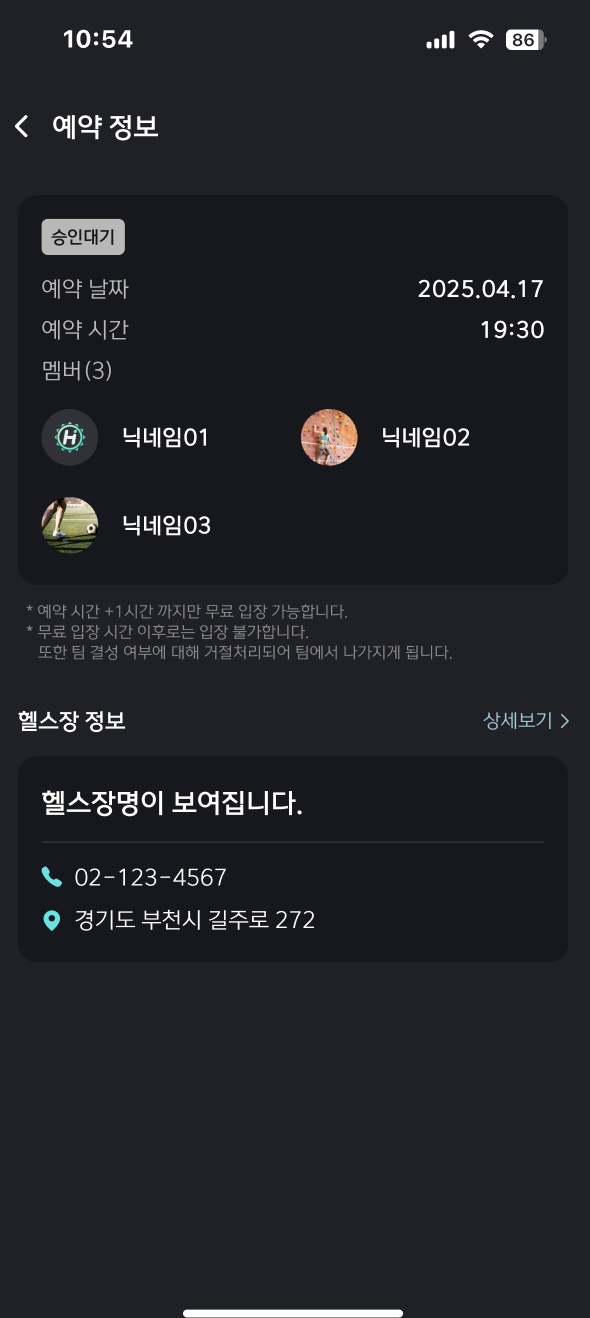 10:54
86
예약 정보
승인대기
예약 날짜 2025.04.17
예약 시간 19:30
멤버(3)
Hi 닉네임01 닉네임02
닉네임03
* 예약 시간 +1시간 까지만 무료 입장 가능합니다.
* 무료 입장 시간 이후로는 입장 불가합니다.
또한 팀 결성 여부에 대해 거절처리되어 팀에서 나가지게 됩니다.
헬스장 정보 상세보기
헬스장명이 보여집니다.
02-123-4567
경기도 부천시 길주로 272